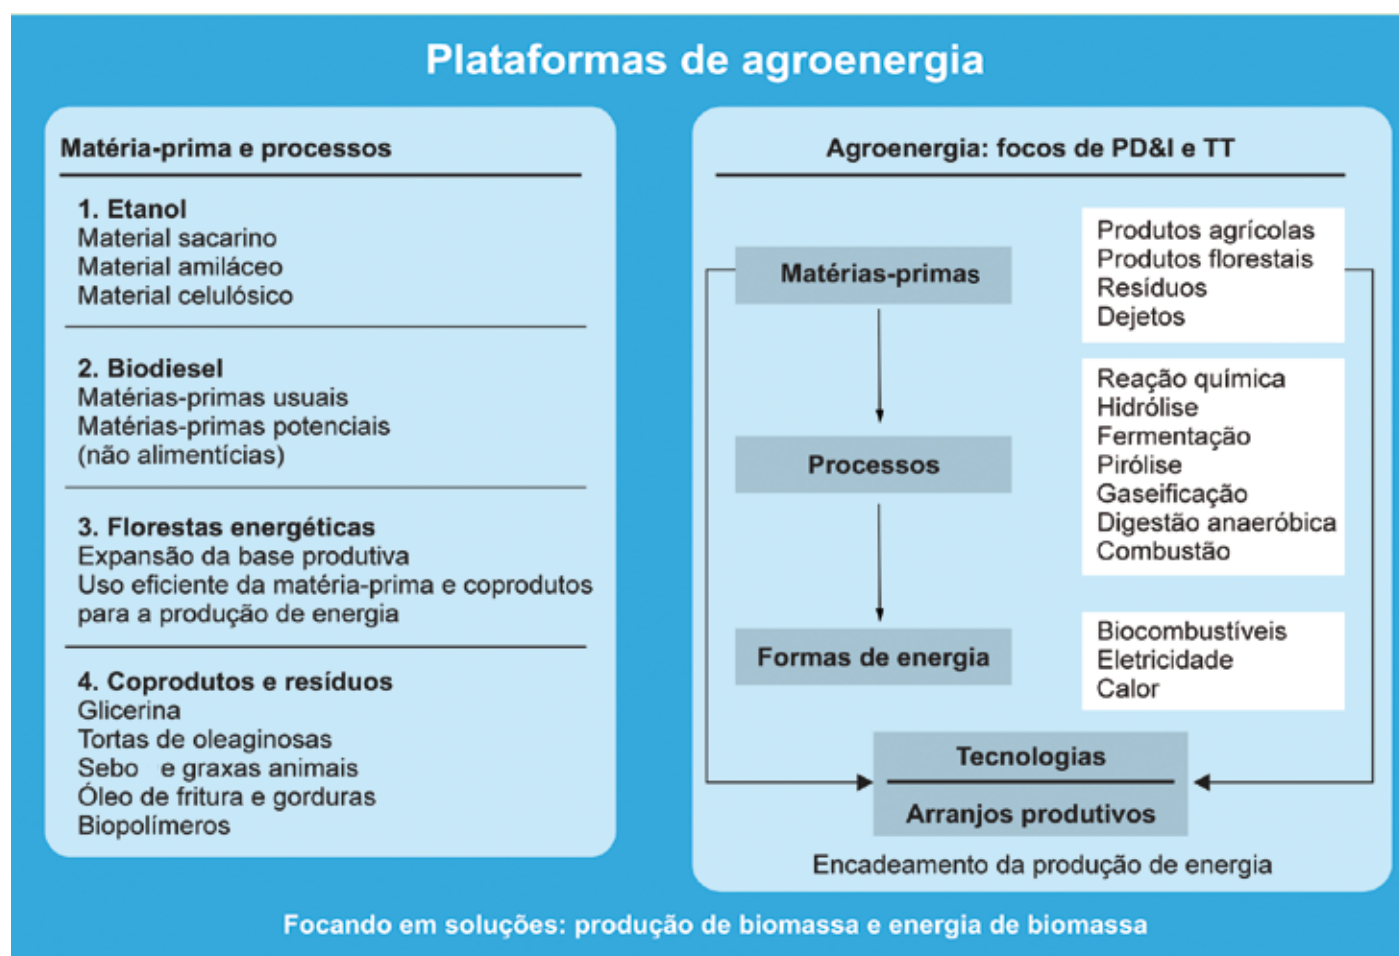 Plataformas de agroenergia
Matéria-prima e processos
1. Etanol
Material sacarino
Material amiláceo
Material celulósico
2. Biodiesel
Matérias-primas usuais
Matérias-primas potenciais
(não alimentícias)
3. Florestas energéticas
Expansão da base produtiva
Uso eficiente da matéria-prima e coprodutos
para a produção de energia
4. Coprodutos e resíduos
Glicerina
Tortas de oleaginosas
Sebo e graxas animais
Óleo de fritura e gorduras
Biopolímeros
Agroenergia: focos de PD&I e TT
Matérias-primas
Produtos agrícolas
Produtos florestais
Resíduos
Dejetos
Processos
Reação química
Hidrólise
Fermentação
Pirólise
Gaseificação
Digestão anaeróbica
Combustão
Formas de energia
Biocombustíveis
Eletricidade
Calor
Tecnologias
Arranjos produtivos
Encadeamento da produção de energia
Focando em soluções: produção de biomassa e energia de biomassa